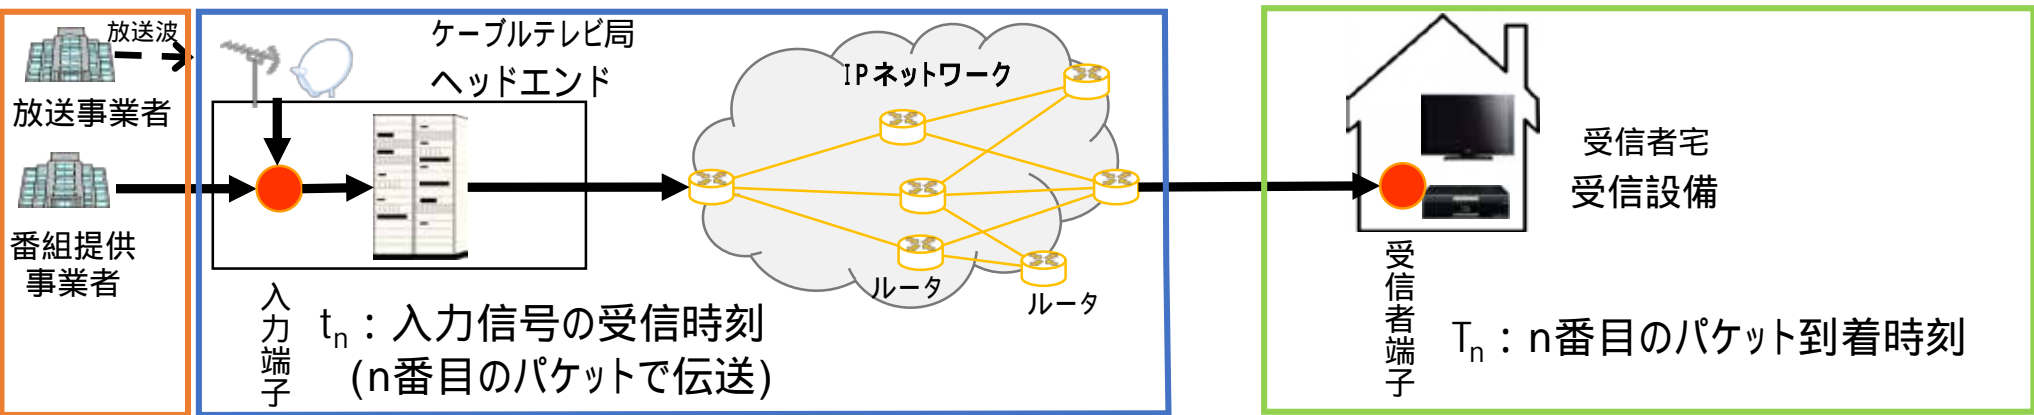 放送波
放送事業者
番組提供
事業者
ケーブルテレビ局
ヘッドエンド
入力端子
tn：入力信号の受信時刻
(n番目のパケットで伝送)
IPネットワーク
ルータ
ルータ
受信者宅
受信設備
受信者端子
Tn：n番目のパケット到着時刻